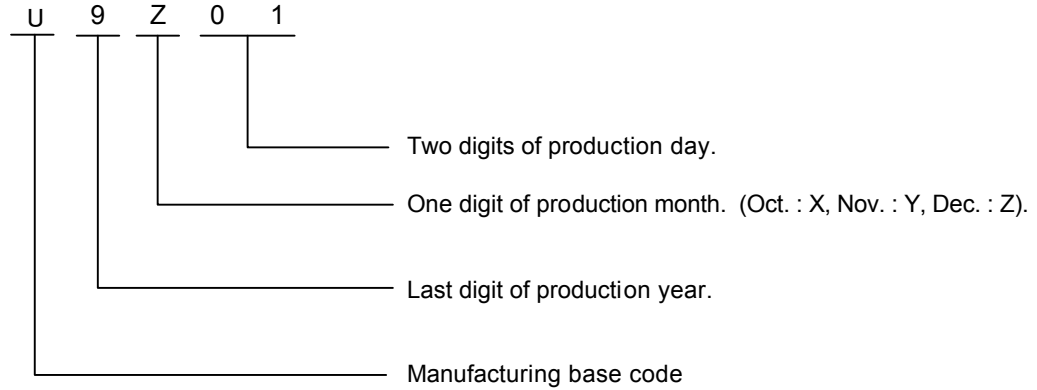 U 9 Z 0 1
Two digits of production day.
One digit of production month. (Oct. : X, Nov. : Y, Dec. : Z).
Last digit of production year.
Manufacturing base code